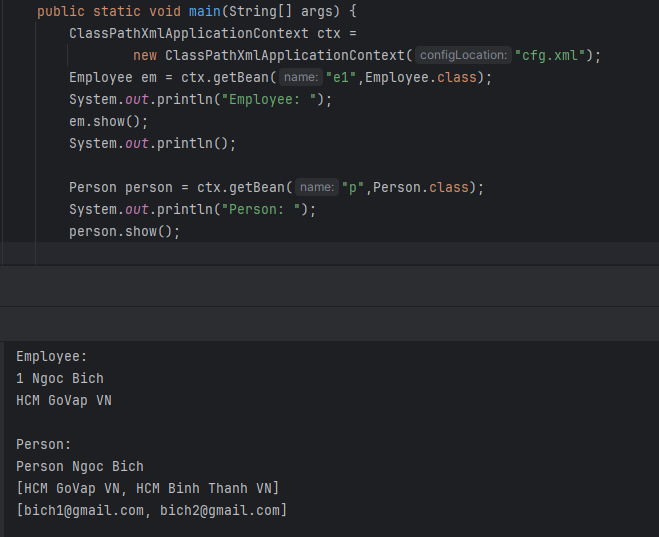 public static void main(String[] args) {
ClassPathXmlApplicationContext ctx =
new ClassPathXmlApplicationContext( configLocation: "cfg.xml");
Employee em = ctx.getBean( name: "e1",Employee.class);
System.out.println("Employee: ");
em.show();
System.out.println();
Person person = ctx.getBean( name: "p",Person.class);
System.out.println("Person: ");
person.show();
Employee:
1 Ngoc Bich
HCM GoVap VN
Person:
Person Ngoc Bich
[HCM GoVap VN, HCM Binh Thanh VN]
[bich1@gmail.com, bich2@gmail.com]